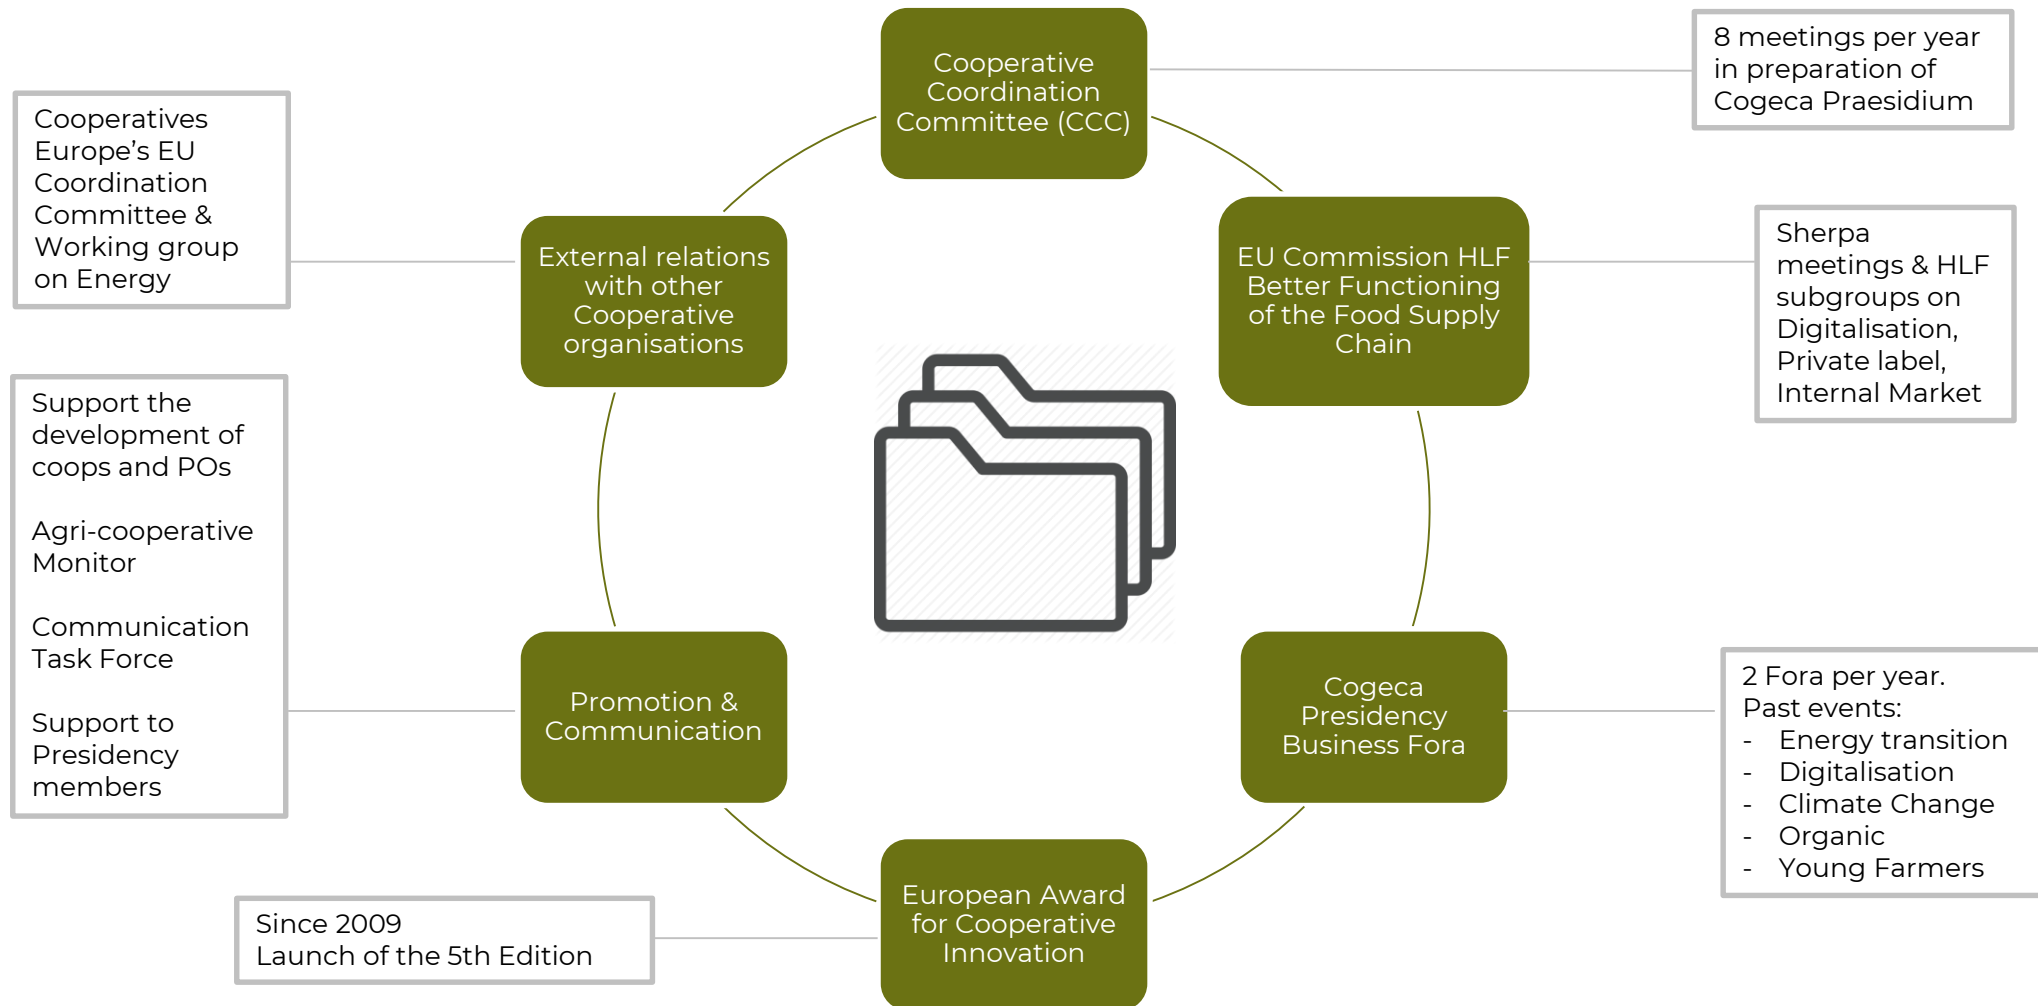 Cooperative
Coordination
Committee (CCC)
8 meetings per year
in preparation of
Cogeca Praesidium
EU Commission HLF
Better Functioning
of the Food Supply
Chain
Sherpa
meetings & HLF
subgroups on
Digitalisation,
Private label,
Internal Market
Cogeca
Presidency
Business Fora
2 Fora per year.
Past events:
- Energy transition
- Digitalisation
- Climate Change
- Organic
- Young Farmers
European Award
for Cooperative
Innovation
Since 2009
Launch of the 5th Edition
Promotion &
Communication
Support the
development of
coops and POs
Agri-cooperative
Monitor
Communication
Task Force
Support to
Presidency
members
External relations
with other
Cooperative
organisations
Cooperatives
Europe’s EU
Coordination
Committee &
Working group
on Energy